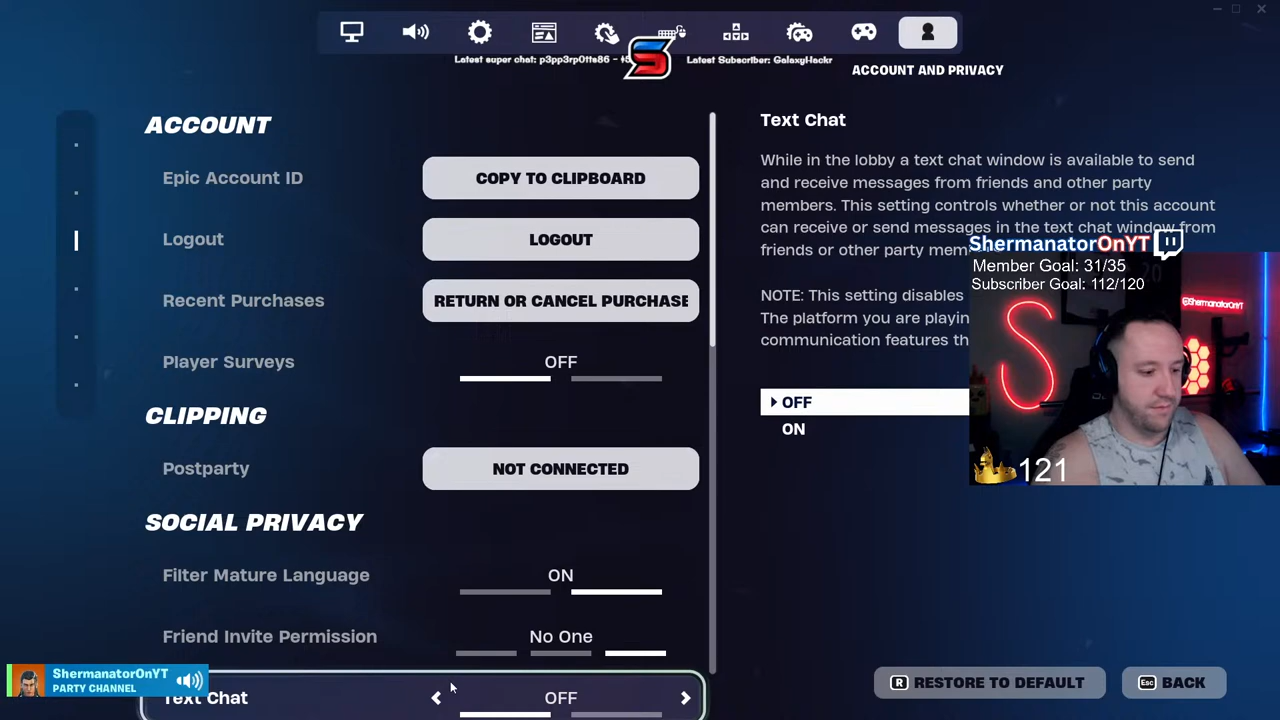 Latest super chat: p3pp3rp0tts86 - $5
Latest Subscriber: GalaxyHackr
ACCOUNT AND PRIVACY
ACCOUNT
Epic Account ID
COPY TO CLIPBOARD
Logout
LOGOUT
Recent Purchases
RETURN OR CANCEL PURCHASE
Player Surveys
OFF
CLIPPING
Postparty
NOT CONNECTED
SOCIAL PRIVACY
Filter Mature Language
ON
Friend Invite Permission
No One
Text Chat
OFF
Text Chat
While in the lobby a text chat window is available to send
and receive messages from friends and other party
members. This setting controls whether or not this account
can receive or send messages in the text chat window from
friends or other party mem
NOTE: This setting disables
The platform you are playin
communication features th
OFF
ON
ShermanatorOnYT
Member Goal: 31/35
Subscriber Goal: 112/120
S
@ShermanatorOnYT
121
ShermanatorOnYT
PARTY CHANNEL
R RESTORE TO DEFAULT
Esc BACK